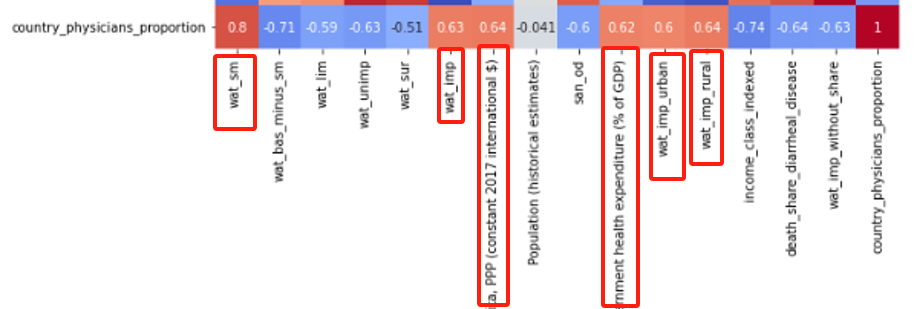 country_physicians_proportion
0.8 -0.71 -0.59 -0.63 -0.51 0.63 0.64 -0.041 -0.6 0.62 0.6 0.64 -0.74 -0.64 -0.63 1
wat_sm
wat_bas_minus_sm
wat_lim
wat_unimp
wat_sur
wat_imp
ita, PPP (constant 2017 international $)
Population (historical estimates)
san_od
rnment health expenditure (% of GDP)
wat_imp_urban
wat_imp_rural
income_class_indexed
death_share_diarrheal_disease
wat_imp_without_share
country_physicians_proportion